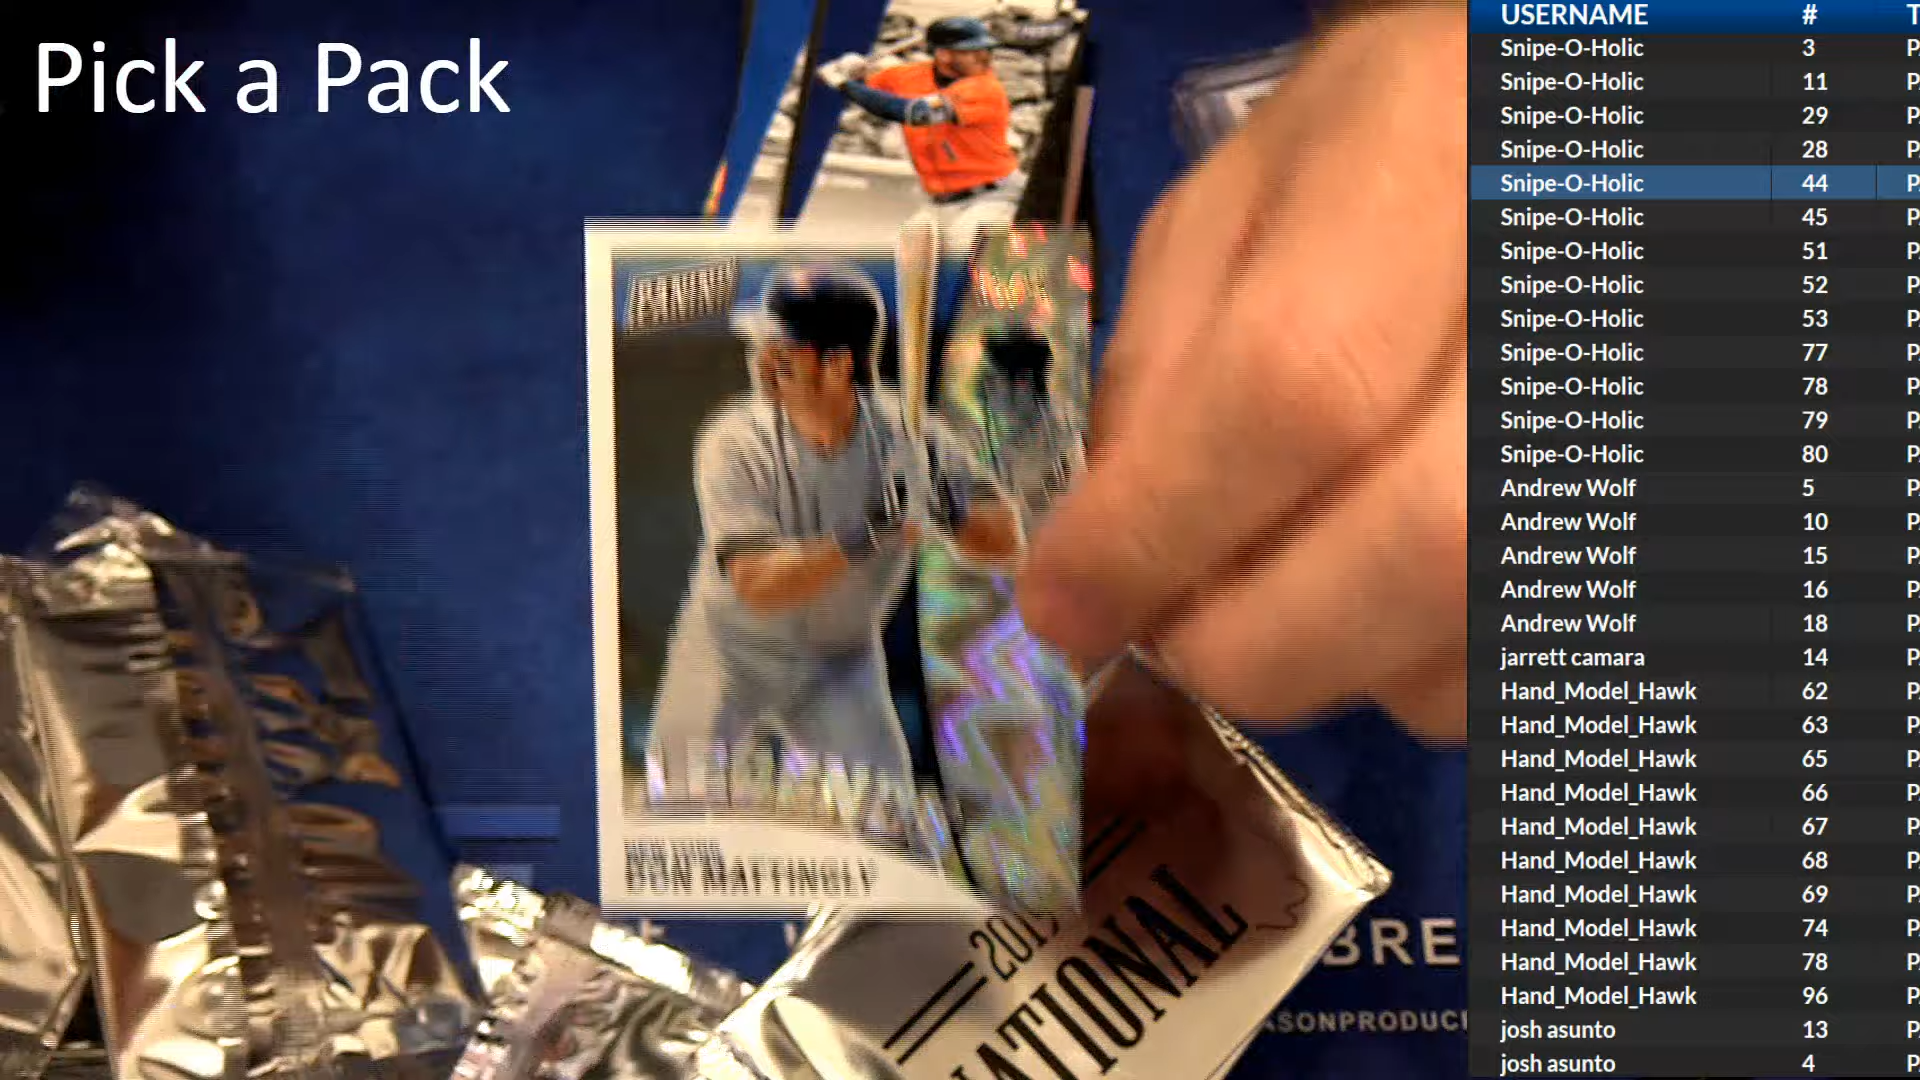 Pick a Pack
LEGENDS
DON MATTINGLY
2019
NATIONAL
BRE
ASONPRODUC
USERNAME # T
Snipe-O-Holic 3 P
Snipe-O-Holic 11 P
Snipe-O-Holic 29 P
Snipe-O-Holic 28 P
Snipe-O-Holic 44 P
Snipe-O-Holic 45 P
Snipe-O-Holic 51 P
Snipe-O-Holic 52 P
Snipe-O-Holic 53 P
Snipe-O-Holic 77 P
Snipe-O-Holic 78 P
Snipe-O-Holic 79 P
Snipe-O-Holic 80 P
Andrew Wolf 5 P
Andrew Wolf 10 P
Andrew Wolf 15 P
Andrew Wolf 16 P
Andrew Wolf 18 P
jarrett camara 14 P
Hand_Model_Hawk 62 P
Hand_Model_Hawk 63 P
Hand_Model_Hawk 65 P
Hand_Model_Hawk 66 P
Hand_Model_Hawk 67 P
Hand_Model_Hawk 68 P
Hand_Model_Hawk 69 P
Hand_Model_Hawk 74 P
Hand_Model_Hawk 78 P
Hand_Model_Hawk 96 P
josh asunto 13 P
josh asunto 4 P